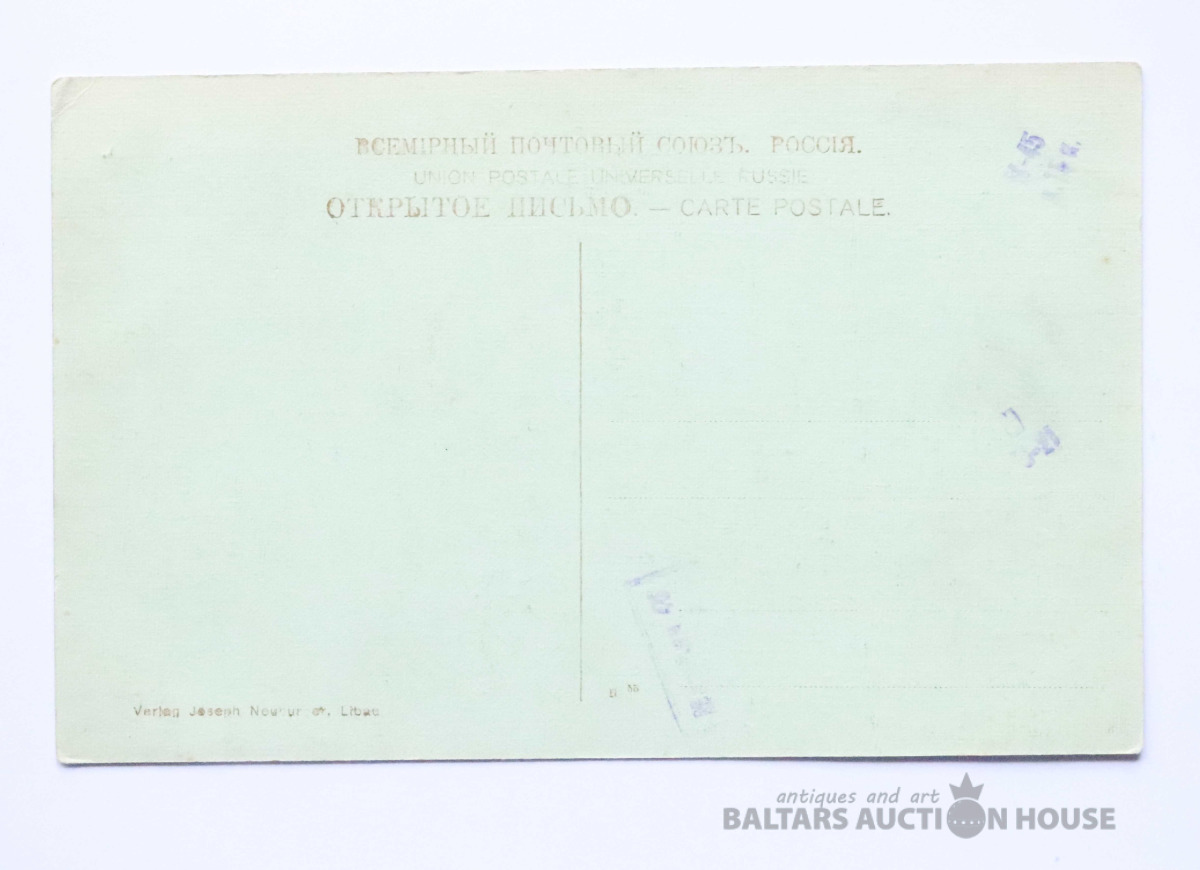 ВСЕМІРНЫЙ ПОЧТОВЫЙ СОЮЗЪ. РОССІЯ.
UNION POSTALE UNIVERSELLE RUSSIE
ОТКРЫТОЕ ПИСЬМО. — CARTE POSTALE.
Verlag Joseph Libau
antiques and art
BALTARS AUCTION HOUSE